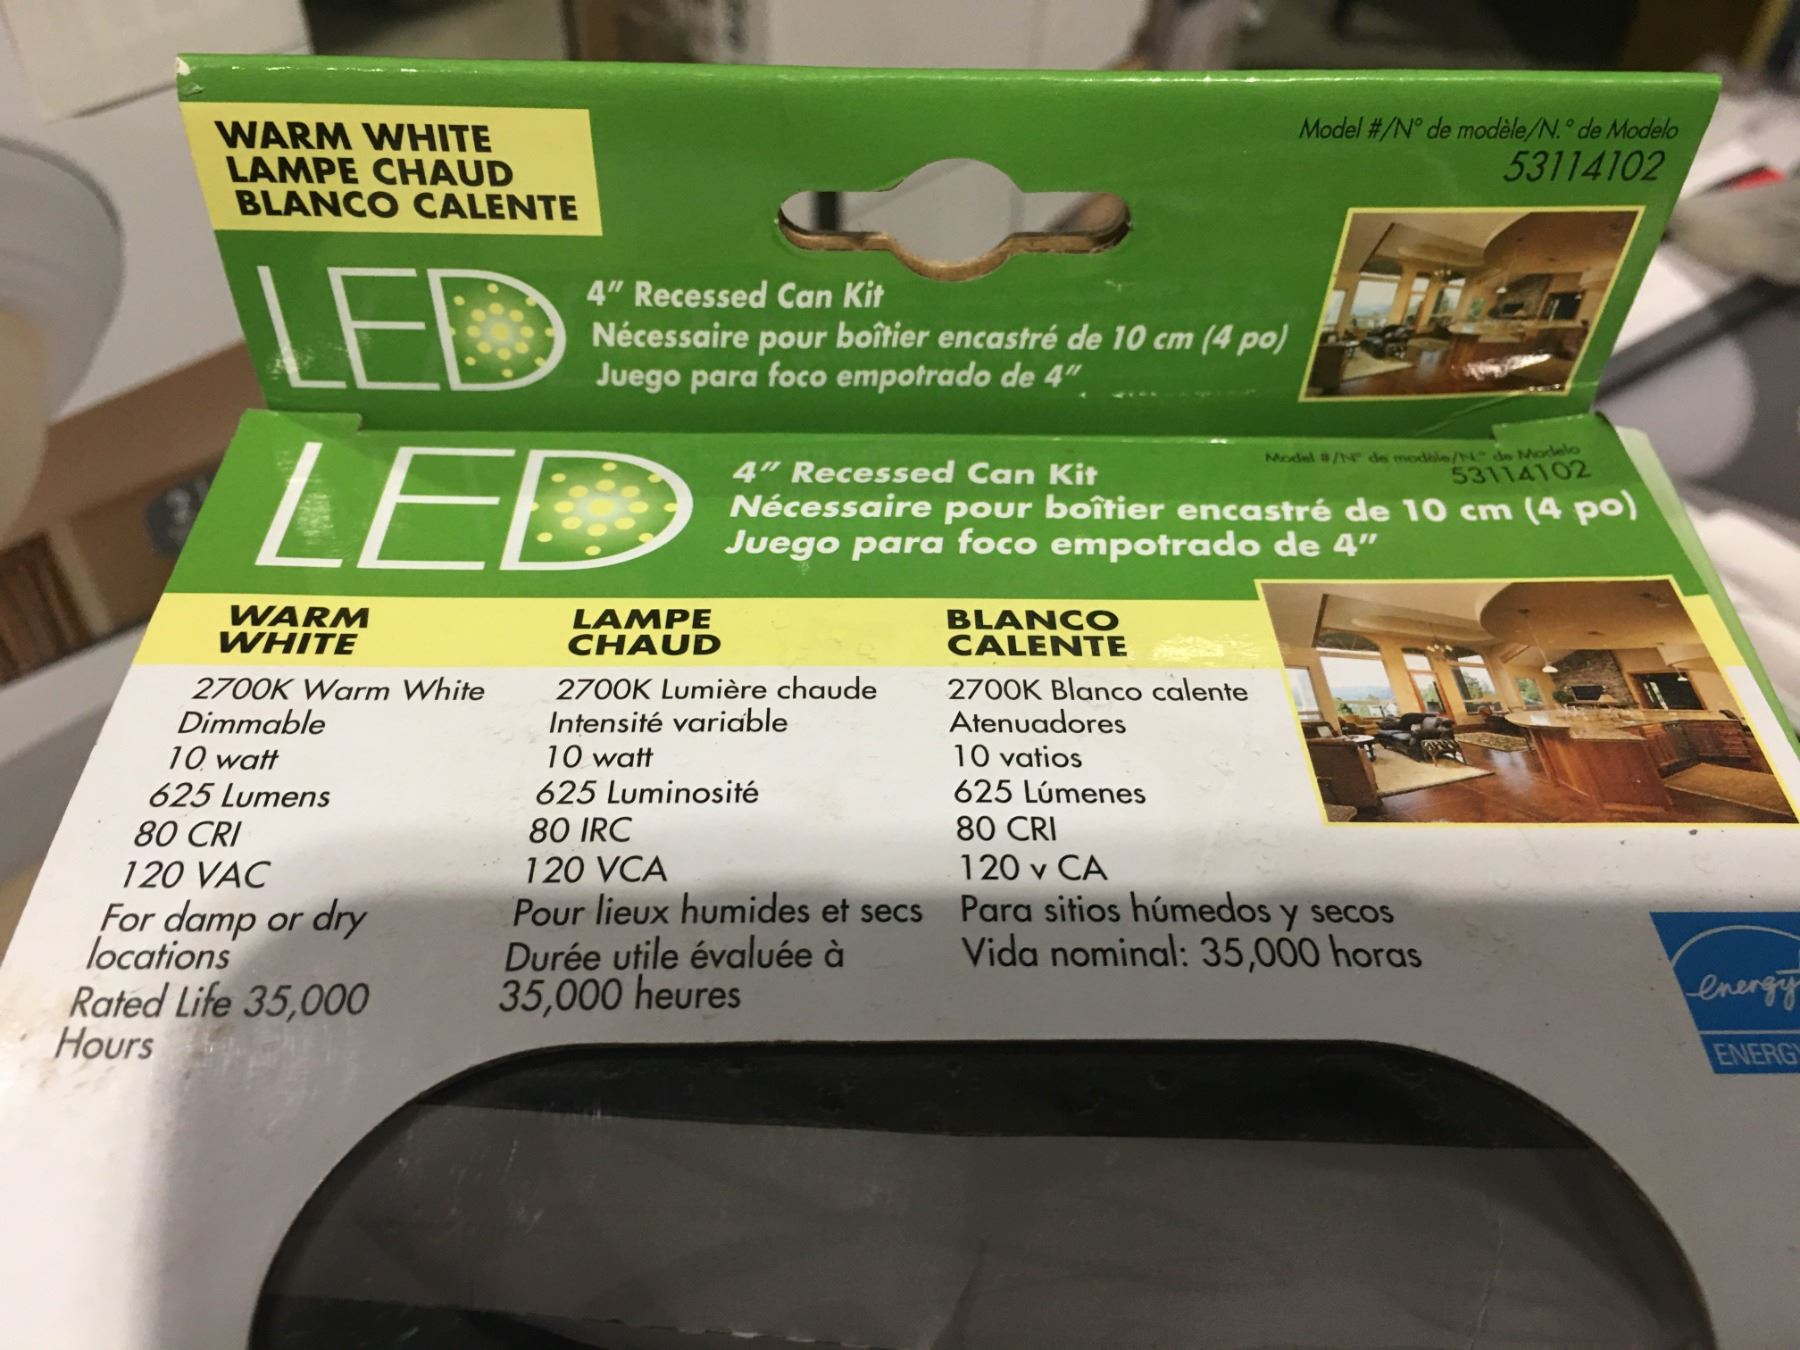 WARM WHITE
LAMPE CHAUD
BLANCO CALENTE
Model #/N° de modèle/N.° de Modelo
53114102
LED
4" Recessed Can Kit
Nécessaire pour boîtier encastré de 10 cm (4 po)
Juego para foco empotrado de 4"
LED
4" Recessed Can Kit
Nécessaire pour boîtier encastré de 10 cm (4 po)
Juego para foco empotrado de 4"
Model #/N° de modèle/N.° de Modelo
53114102
WARM
WHITE
2700K Warm White
Dimmable
10 watt
625 Lumens
80 CRI
120 VAC
For damp or dry
locations
Rated Life 35,000
Hours
LAMPE
CHAUD
2700K Lumière chaude
Intensité variable
10 watt
625 Luminosité
80 IRC
120 VCA
Pour lieux humides et secs
Durée utile évaluée à
35,000 heures
BLANCO
CALENTE
2700K Blanco calente
Atenuadores
10 vatios
625 Lúmenes
80 CRI
120 v CA
Para sitios húmedos y secos
Vida nominal: 35,000 horas
energy
ENERG